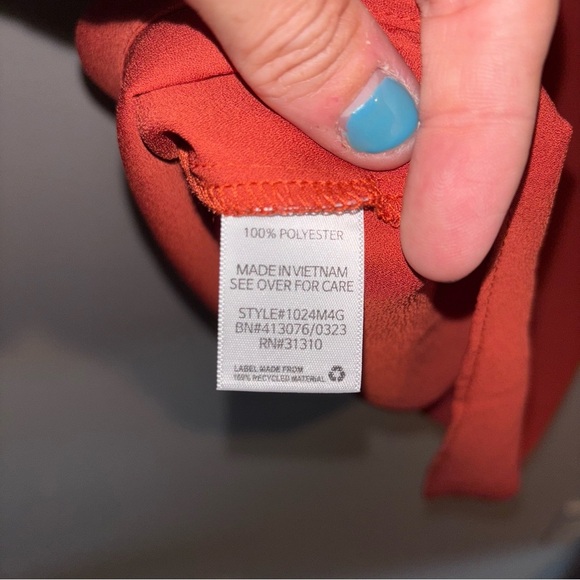 100% POLYESTER
MADE IN VIETNAM
SEE OVER FOR CARE
STYLE#1024M4G
BN#413076/0323
RN#31310
LABEL MADE FROM
100% RECYCLED MATERIAL